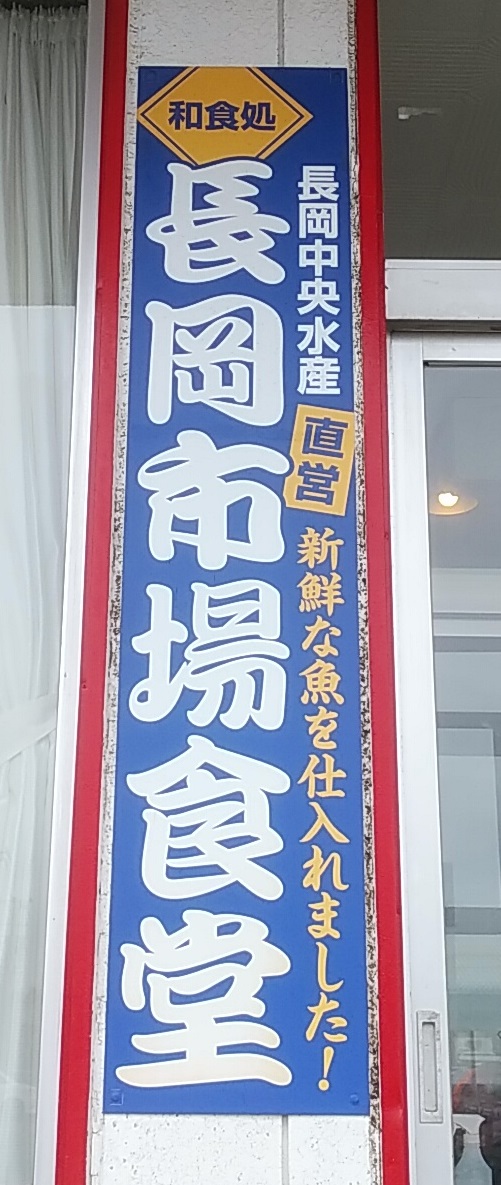 和食処
長岡中央水産
直営
新鮮な魚を仕入れました!
長岡市場食堂